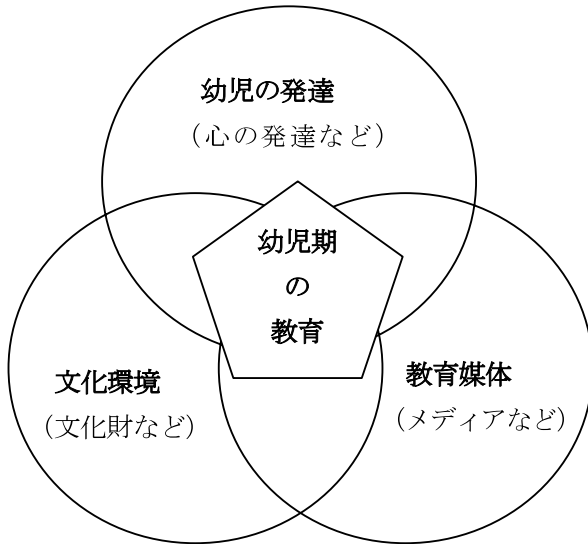 幼児の発達
（心の発達など）
幼児期
の
教育
文化環境
（文化財など）
教育媒体
（メディアなど）